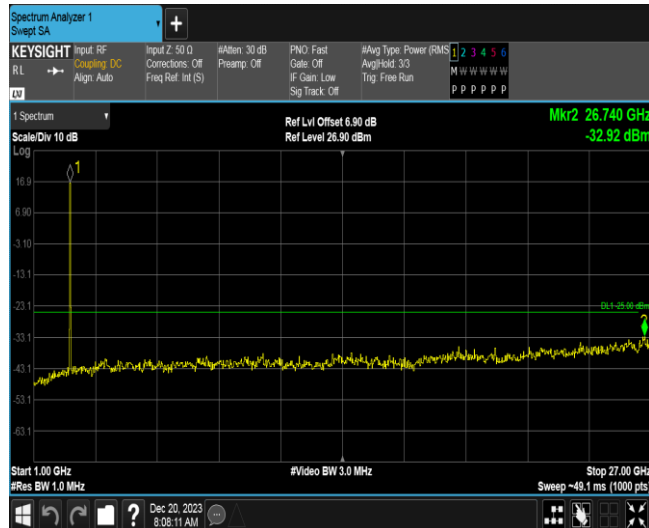 Spectrum Analyzer 1
Swept SA
+
KEYSIGHT Input: RF Input Z: 50 Ω #Atten: 30 dB PNO: Fast #Avg Type: Power (RMS 1 2 3 4 5 6
RL Coupling: DC Corrections: Off Preamp: Off Gate: Off Avg|Hold: 3/3 M W W W W W
Align: Auto Freq Ref: Int (S) IF Gain: Low Trig: Free Run
LXI Sig Track: Off P P P P P P
1 Spectrum Ref Lvl Offset 6.90 dB Mkr2 26.740 GHz
Scale/Div 10 dB Ref Level 26.90 dBm -32.92 dBm
Log
1
16.9
6.90
-3.10
-13.1
-23.1 DL1 -25.00 dBm
2
-33.1
-43.1
-53.1
-63.1
Start 1.00 GHz #Video BW 3.0 MHz Stop 27.00 GHz
#Res BW 1.0 MHz Sweep ~49.1 ms (1000 pts)
? Dec 20, 2023
8:08:11 AM